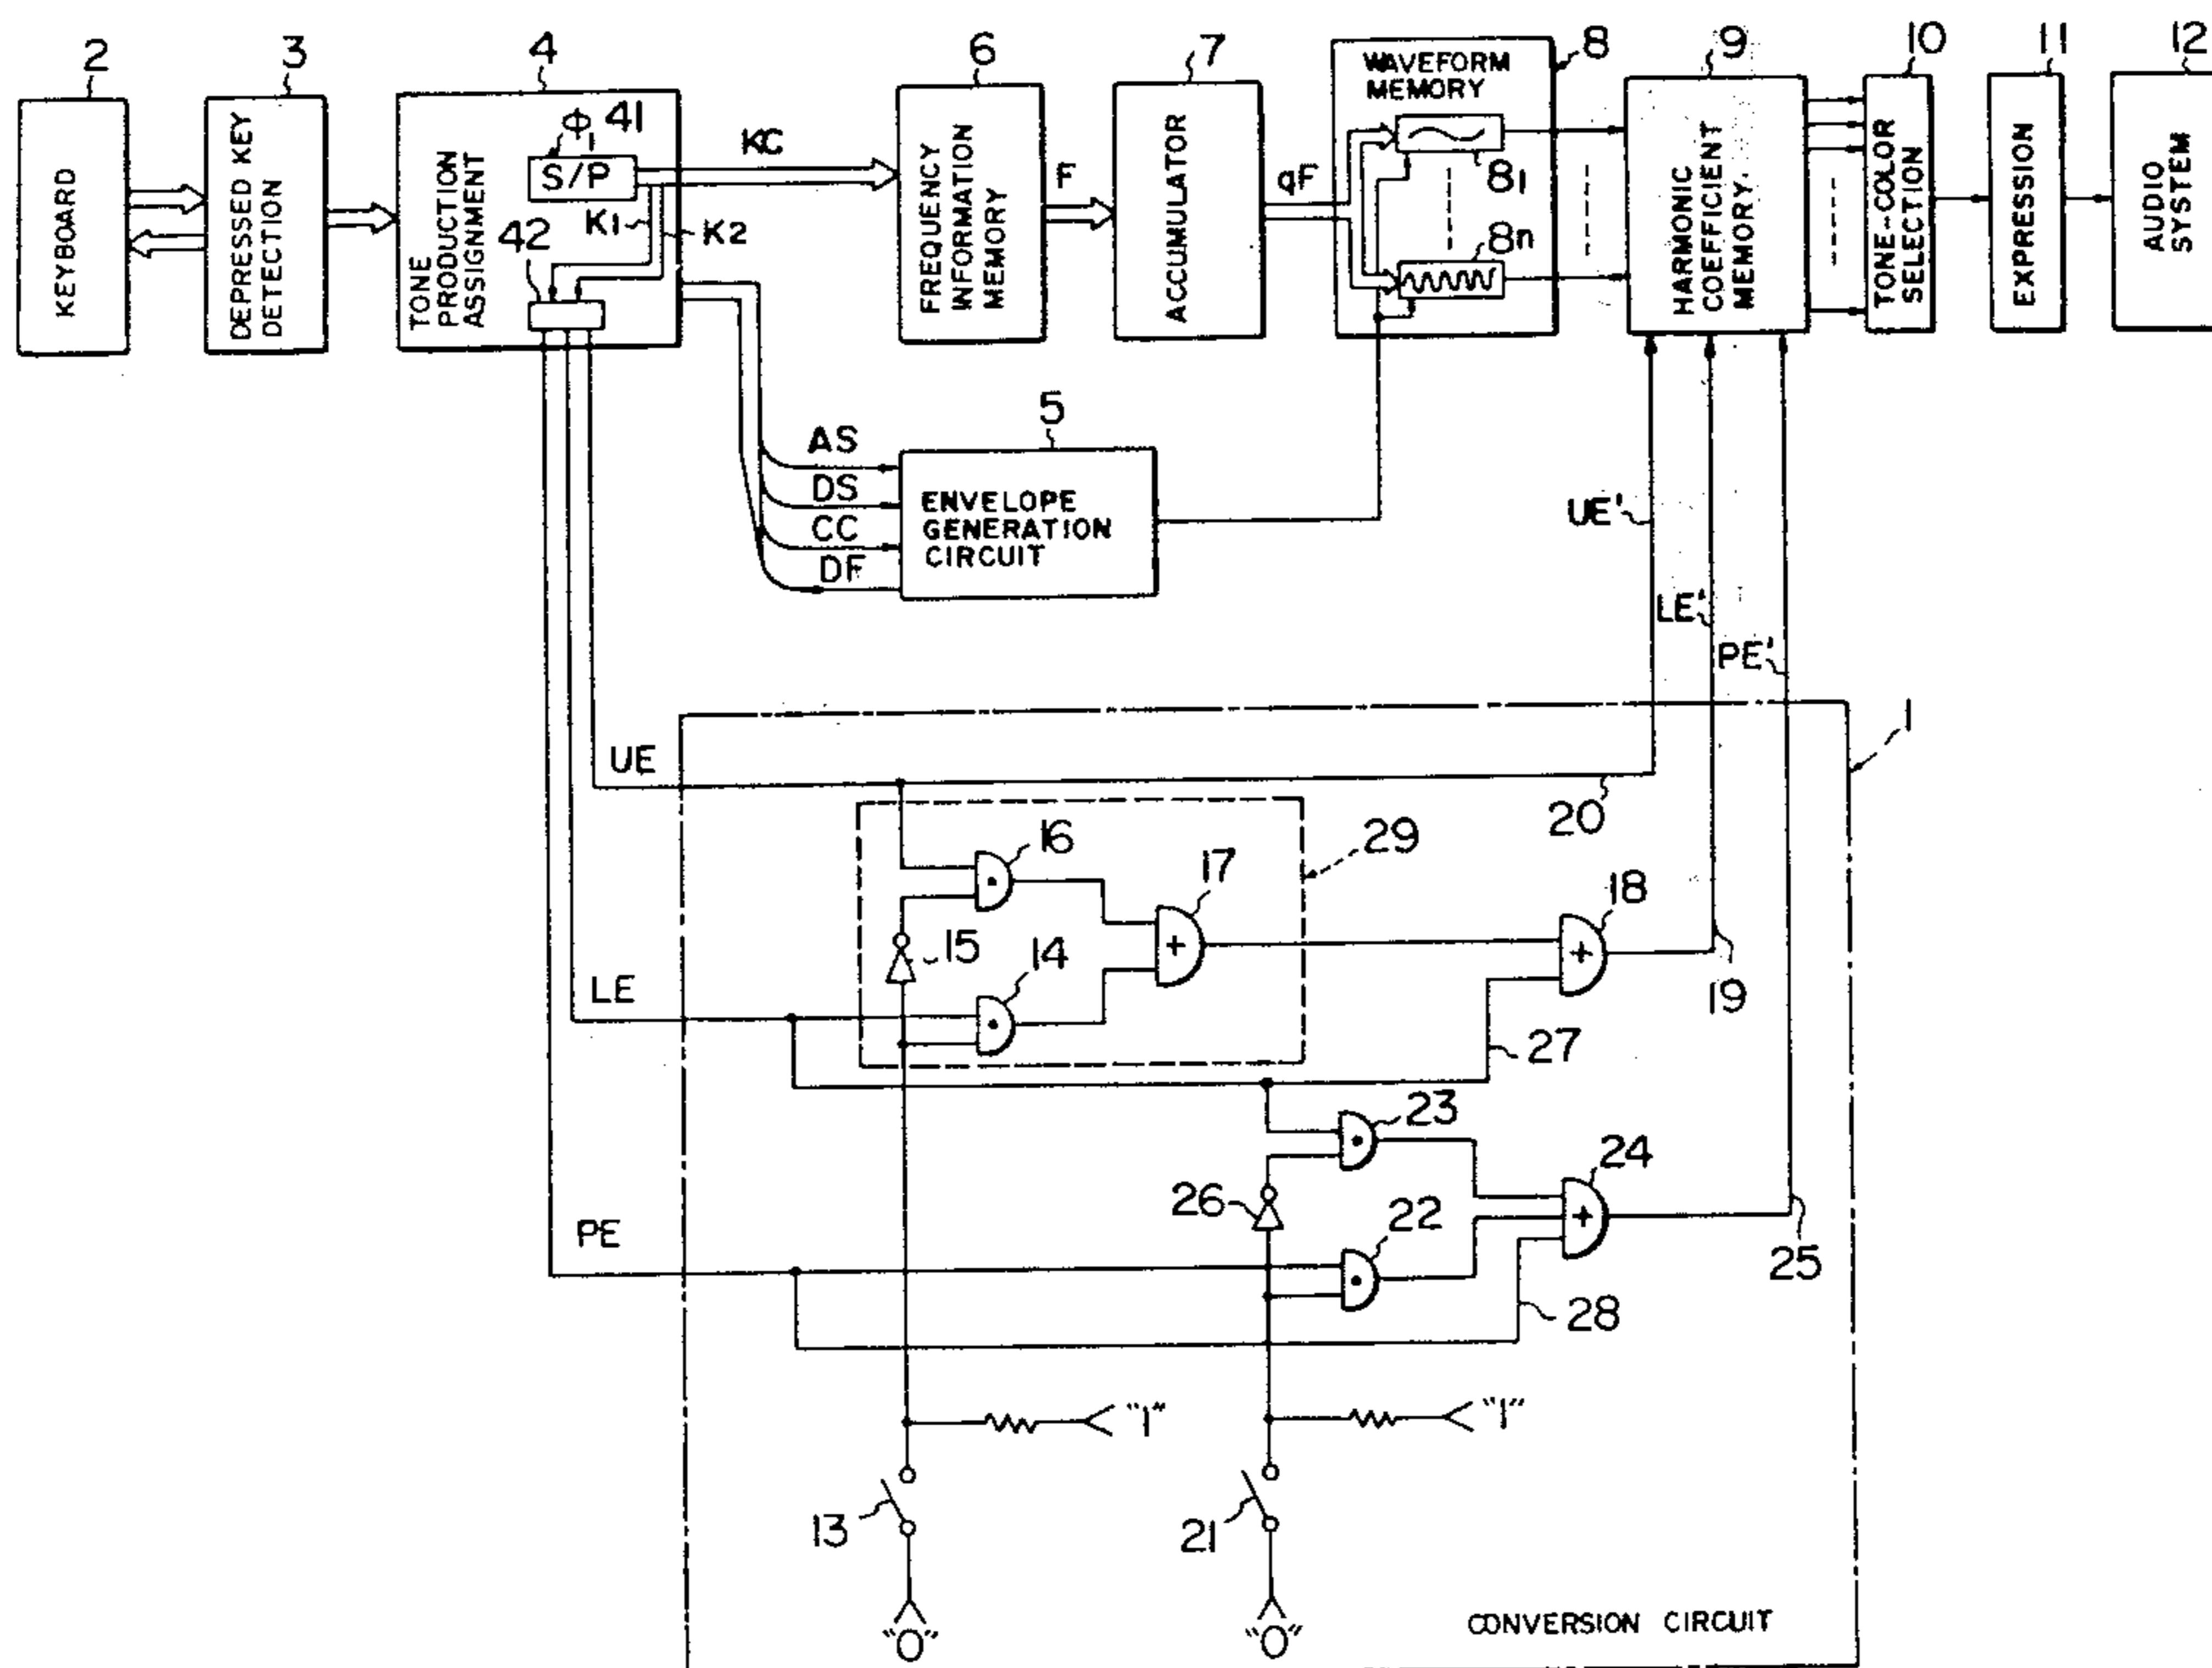 2
3
4
6
7
8
9
10
11
12
KEYBOARD
DEPRESSED KEY
DETECTION
TONE
PRODUCTION
ASSIGNMENT
Φ1
41
S/P
42
K1
K2
KC
FREQUENCY
INFORMATION
MEMORY
F
ACCUMULATOR
qF
WAVEFORM
MEMORY
81
8n
HARMONIC
COEFFICIENT
MEMORY.
TONE-COLOR
SELECTION
EXPRESSION
AUDIO
SYSTEM
5
AS
DS
CC
DF
ENVELOPE
GENERATION
CIRCUIT
UE'
LE'
PE'
1
UE
20
16
29
17
18
15
14
LE
19
27
23
24
26
22
PE
25
28
"1"
"1"
13
21
"0"
"0"
CONVERSION CIRCUIT